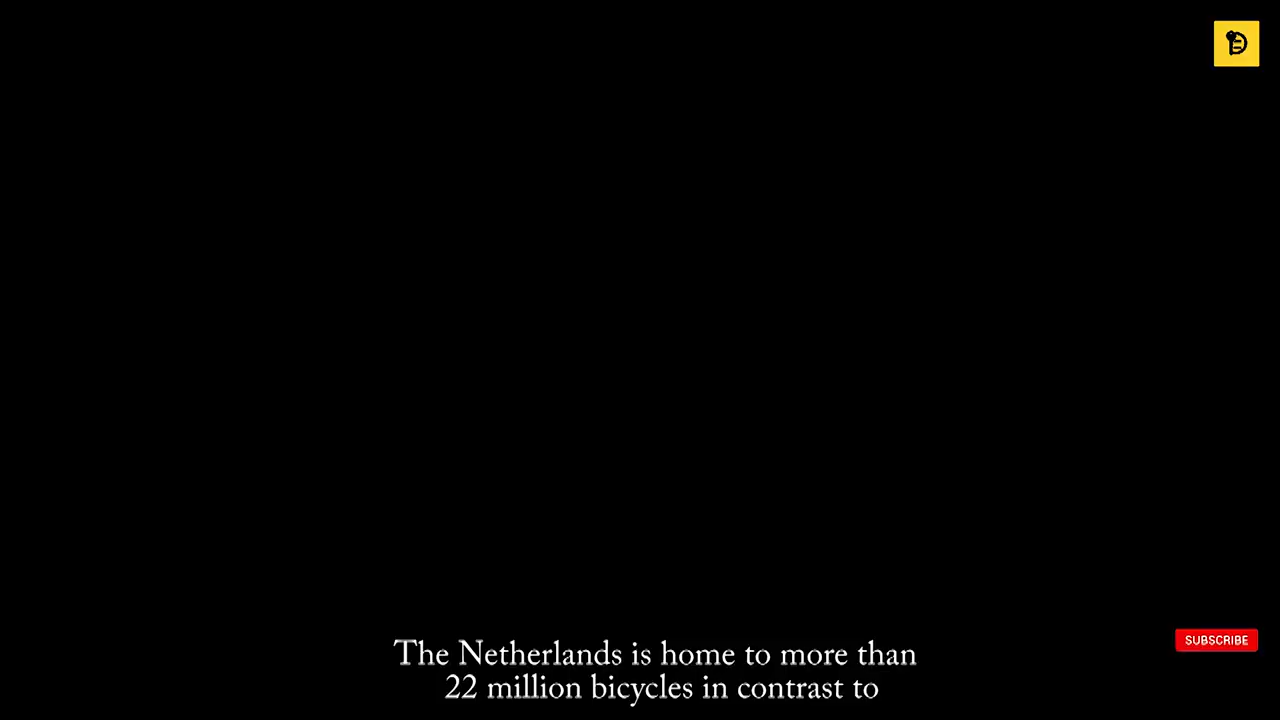 SUBSCRIBE
The Netherlands is home to more than
22 million bicycles in contrast to